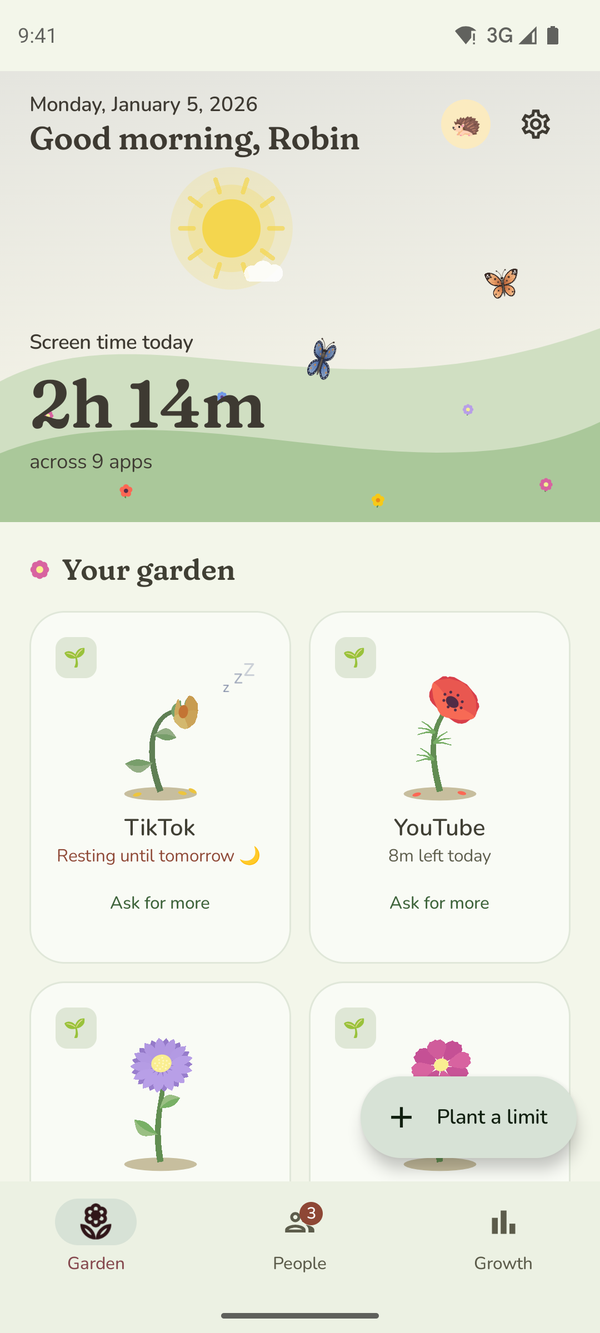 9:41
3G
Monday, January 5, 2026
Good morning, Robin
Screen time today
2h 14m
across 9 apps
Your garden
z z Z
TikTok
Resting until tomorrow 🌙
Ask for more
YouTube
8m left today
Ask for more
+ Plant a limit
3
Garden
People
Growth